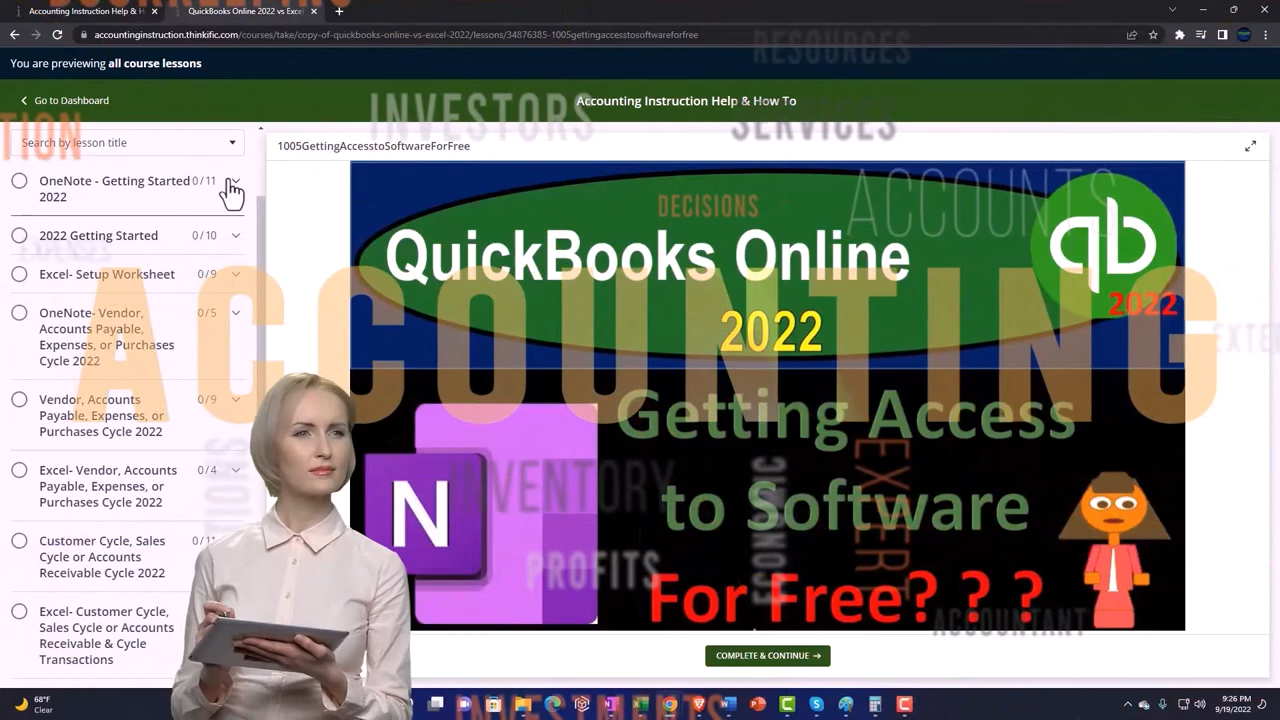 Accounting Instruction Help & H
QuickBooks Online 2022 vs Excel
accountinginstruction.thinkific.com/courses/take/copy-of-quickbooks-online-vs-excel-2022/lessons/34876385-1005gettingaccesstosoftwareforfree
You are previewing all course lessons
RESOURCES
Go to Dashboard
Accounting Instruction Help & How To
INVESTORS
SERVICES
TION
Search by lesson title
1005GettingAccesstoSoftwareForFree
OneNote - Getting Started 0/11
2022
2022 Getting Started 0/10
Excel- Setup Worksheet 0/9
OneNote- Vendor, 0/5
Accounts Payable,
Expenses, or Purchases
Cycle 2022
Vendor, Accounts 0/9
Payable, Expenses, or
Purchases Cycle 2022
Excel- Vendor, Accounts 0/4
Payable, Expenses, or
Purchases Cycle 2022
Customer Cycle, Sales 0/11
Cycle or Accounts
Receivable Cycle 2022
Excel- Customer Cycle,
Sales Cycle or Accounts
Receivable & Cycle
Transactions
DECISIONS
ACCOUNTS
QuickBooks Online
qb
2022
2022
ACCOUNTING
Getting Access
to Software
For Free? ? ?
N
INVENTORY
EXPERT
PROFITS
ECONOMIC
ACCOUNTANT
COMPLETE & CONTINUE
68°F
Clear
9:26 PM
9/19/2022